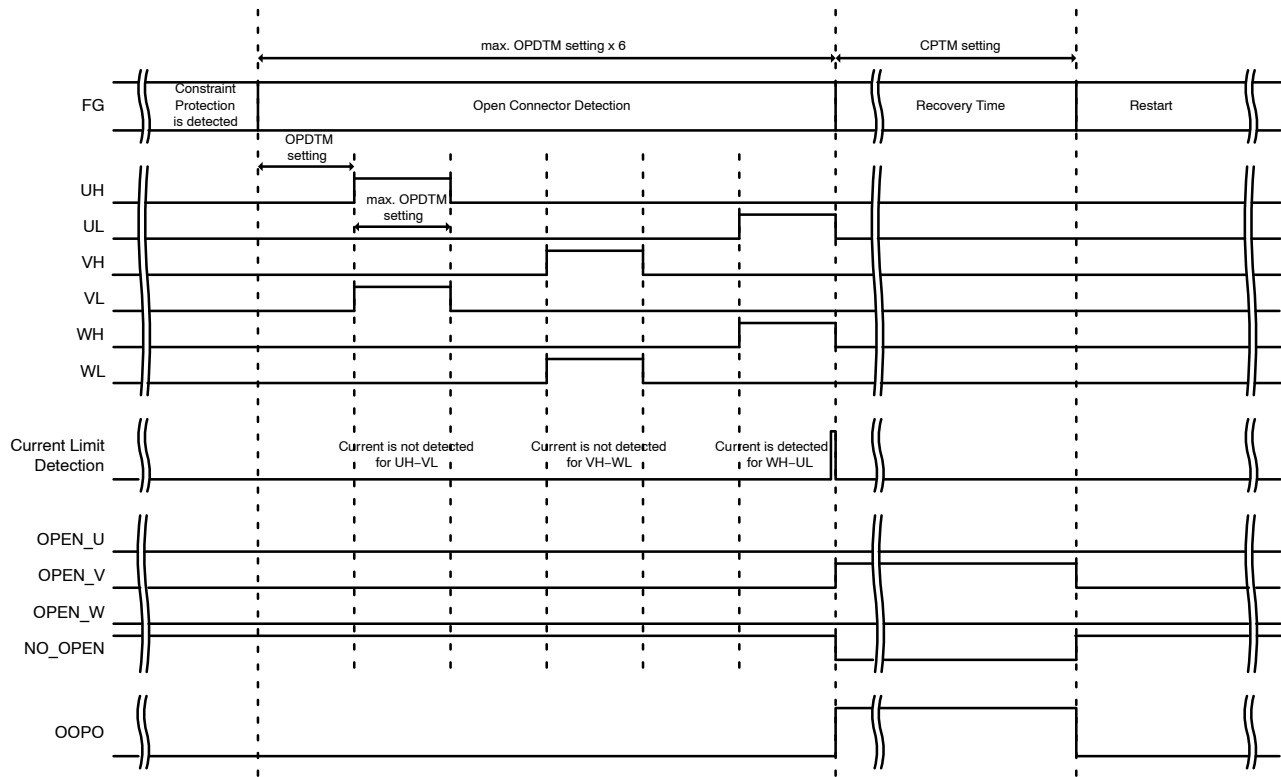 max. OPDTM setting x 6
CPTM setting
FG
Constraint
Protection
is detected
Open Connector Detection
Recovery Time
Restart
OPDTM
setting
UH
max. OPDTM
setting
UL
VH
VL
WH
WL
Current Limit
Detection
Current is not detected
for UH−VL
Current is not detected
for VH−WL
Current is detected
for WH−UL
OPEN_U
OPEN_V
OPEN_W
NO_OPEN
OOPO